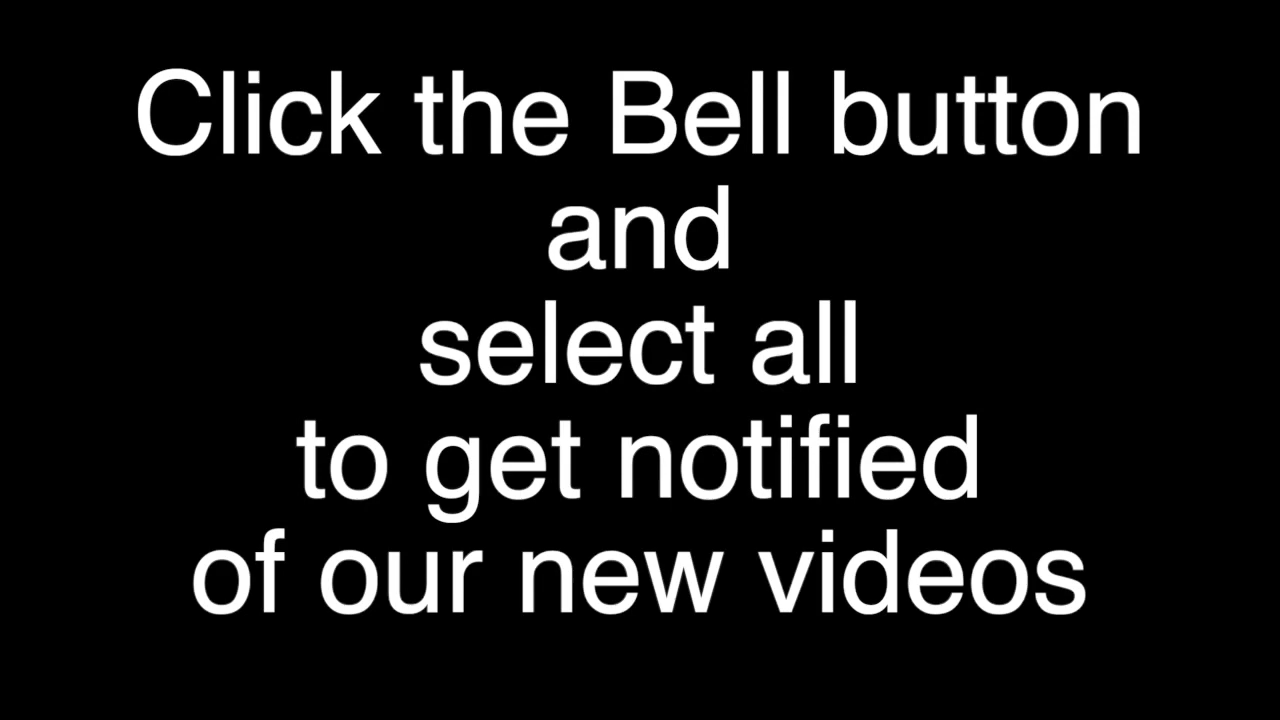 Click the Bell button
and
select all
to get notified
of our new videos